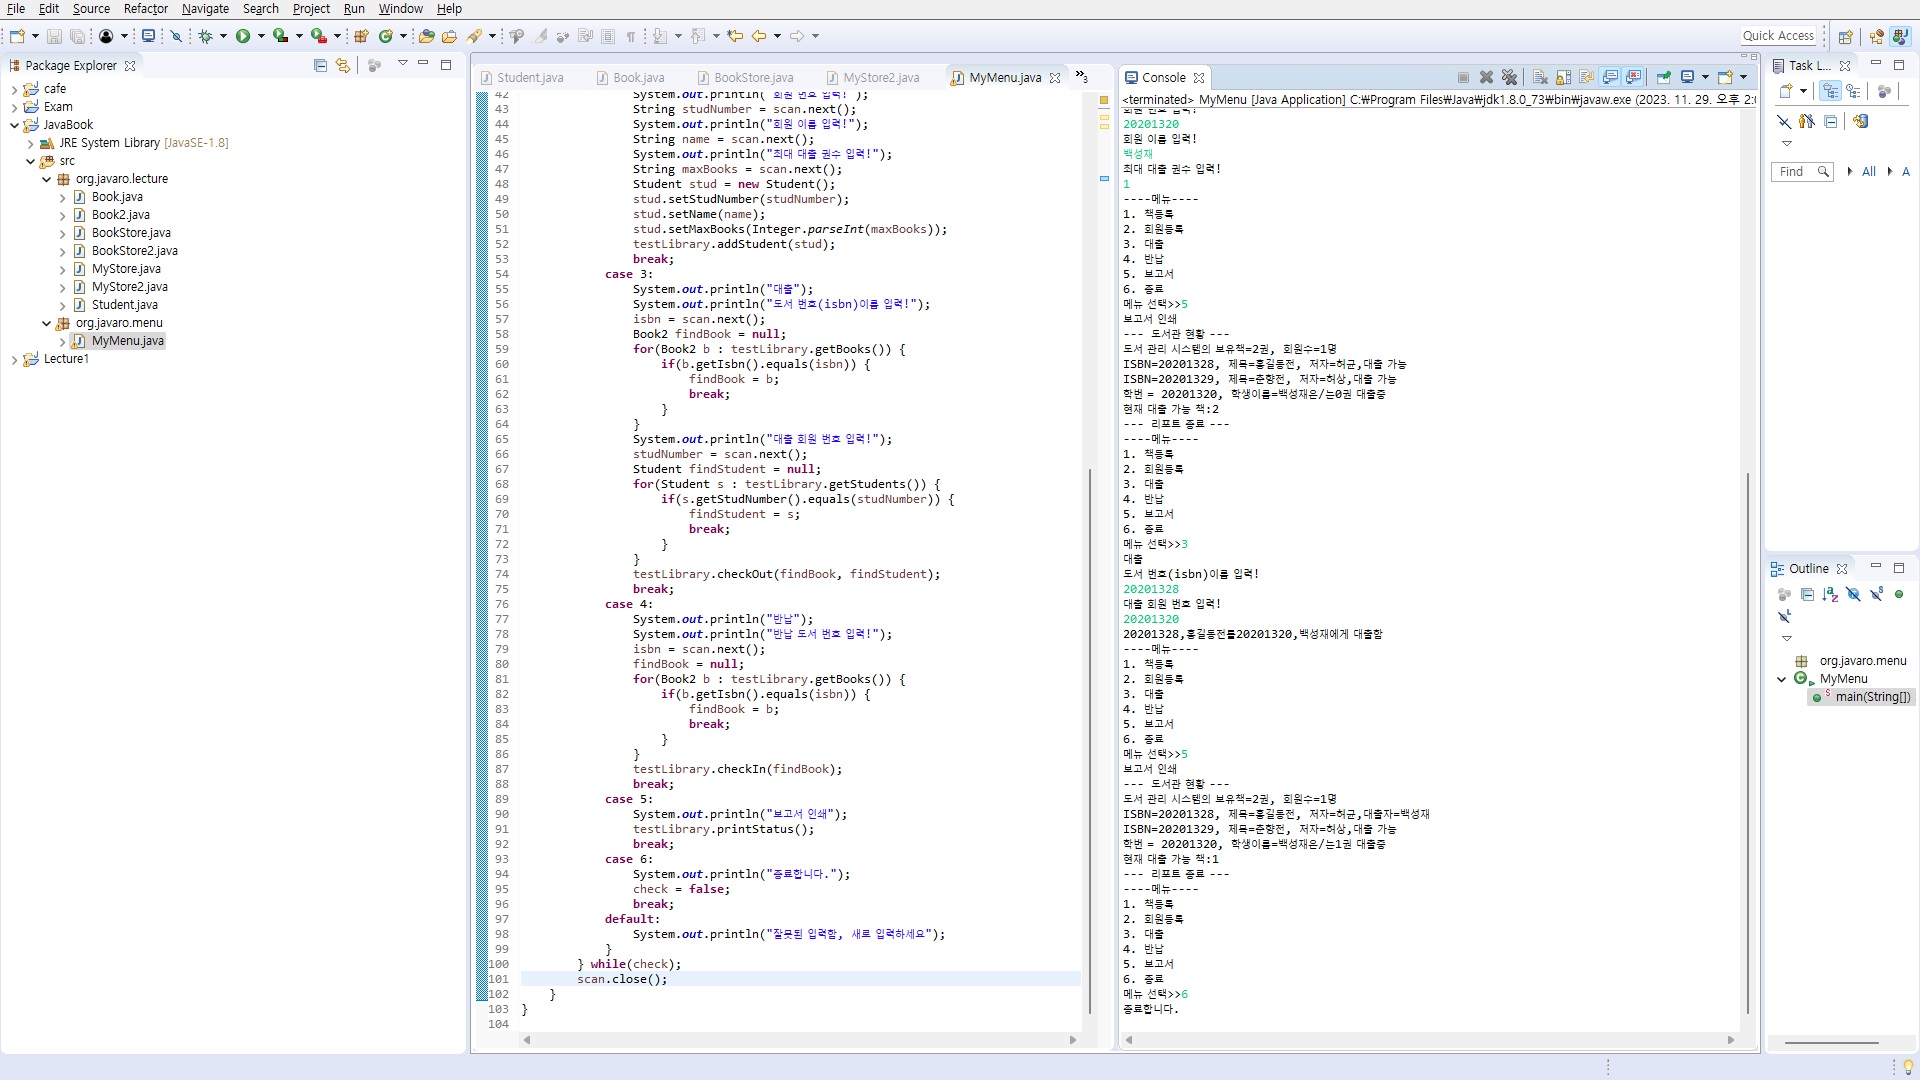 File Edit Source Refactor Navigate Search Project Run Window Help
Quick Access
Package Explorer
cafe
Exam
JavaBook
JRE System Library [JavaSE-1.8]
src
org.javaro.lecture
Book.java
Book2.java
BookStore.java
BookStore2.java
MyStore.java
MyStore2.java
Student.java
org.javaro.menu
MyMenu.java
Lecture1
Student.java Book.java BookStore.java MyStore2.java MyMenu.java »3
42 System.out.println("회원 번호 입력!");
43 String studNumber = scan.next();
44 System.out.println("회원 이름 입력!");
45 String name = scan.next();
46 System.out.println("최대 대출 권수 입력!");
47 String maxBooks = scan.next();
48 Student stud = new Student();
49 stud.setStudNumber(studNumber);
50 stud.setName(name);
51 stud.setMaxBooks(Integer.parseInt(maxBooks));
52 testLibrary.addStudent(stud);
53 break;
54 case 3:
55 System.out.println("대출");
56 System.out.println("도서 번호(isbn)이름 입력!");
57 isbn = scan.next();
58 Book2 findBook = null;
59 for(Book2 b : testLibrary.getBooks()) {
60 if(b.getIsbn().equals(isbn)) {
61 findBook = b;
62 break;
63 }
64 }
65 System.out.println("대출 회원 번호 입력!");
66 studNumber = scan.next();
67 Student findStudent = null;
68 for(Student s : testLibrary.getStudents()) {
69 if(s.getStudNumber().equals(studNumber)) {
70 findStudent = s;
71 break;
72 }
73 }
74 testLibrary.checkOut(findBook, findStudent);
75 break;
76 case 4:
77 System.out.println("반납");
78 System.out.println("반납 도서 번호 입력!");
79 isbn = scan.next();
80 findBook = null;
81 for(Book2 b : testLibrary.getBooks()) {
82 if(b.getIsbn().equals(isbn)) {
83 findBook = b;
84 break;
85 }
86 }
87 testLibrary.checkIn(findBook);
88 break;
89 case 5:
90 System.out.println("보고서 인쇄");
91 testLibrary.printStatus();
92 break;
93 case 6:
94 System.out.println("종료합니다.");
95 check = false;
96 break;
97 default:
98 System.out.println("잘못된 입력함, 새로 입력하세요");
99 }
100 } while(check);
101 scan.close();
102 }
103 }
104
Console
<terminated> MyMenu [Java Application] C:₩Program Files₩Java₩jdk1.8.0_73₩bin₩javaw.exe (2023. 11. 29. 오후 2:0
회원 번호 입력!
20201320
회원 이름 입력!
백성재
최대 대출 권수 입력!
1
----메뉴----
1. 책등록
2. 회원등록
3. 대출
4. 반납
5. 보고서
6. 종료
메뉴 선택>>5
보고서 인쇄
--- 도서관 현황 ---
도서 관리 시스템의 보유책=2권, 회원수=1명
ISBN=20201328, 제목=홍길동전, 저자=허균,대출 가능
ISBN=20201329, 제목=춘향전, 저자=허상,대출 가능
학번 = 20201320, 학생이름=백성재은/는0권 대출중
현재 대출 가능 책:2
--- 리포트 종료 ---
----메뉴----
1. 책등록
2. 회원등록
3. 대출
4. 반납
5. 보고서
6. 종료
메뉴 선택>>3
대출
도서 번호(isbn)이름 입력!
20201328
대출 회원 번호 입력!
20201320
20201328,홍길동전를20201320,백성재에게 대출함
----메뉴----
1. 책등록
2. 회원등록
3. 대출
4. 반납
5. 보고서
6. 종료
메뉴 선택>>5
보고서 인쇄
--- 도서관 현황 ---
도서 관리 시스템의 보유책=2권, 회원수=1명
ISBN=20201328, 제목=홍길동전, 저자=허균,대출자=백성재
ISBN=20201329, 제목=춘향전, 저자=허상,대출 가능
학번 = 20201320, 학생이름=백성재은/는1권 대출중
현재 대출 가능 책:1
--- 리포트 종료 ---
----메뉴----
1. 책등록
2. 회원등록
3. 대출
4. 반납
5. 보고서
6. 종료
메뉴 선택>>6
종료합니다.
Task L...
Find All A
Outline
org.javaro.menu
MyMenu
main(String[])